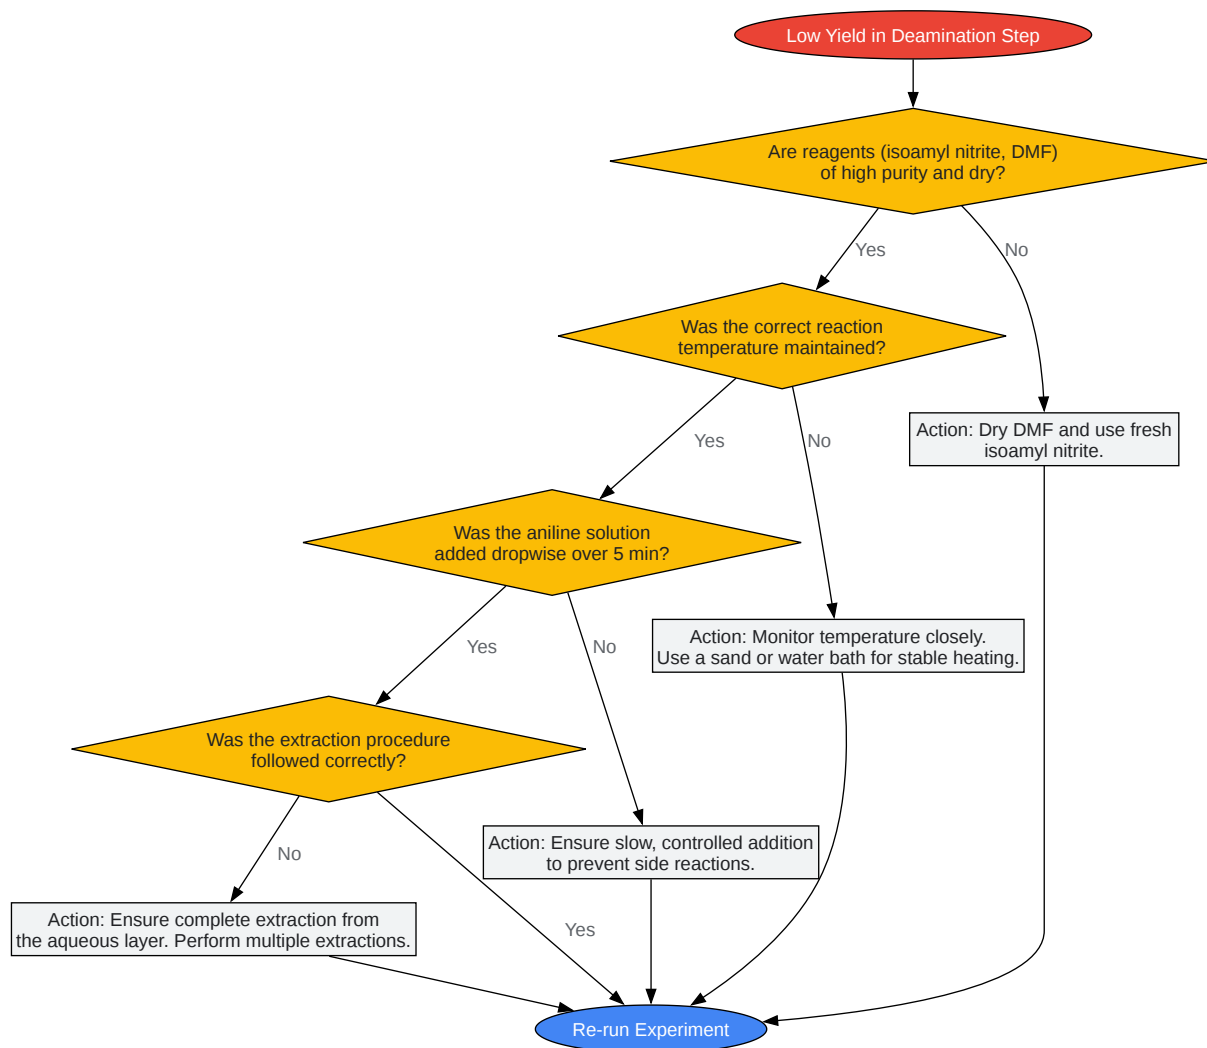 Low Yield in Deamination Step
Are reagents (isoamyl nitrite, DMF)
of high purity and dry?
Yes
No
Was the correct reaction
temperature maintained?
Yes
No
Action: Dry DMF and use fresh
isoamyl nitrite.
Was the aniline solution
added dropwise over 5 min?
Yes
No
Action: Monitor temperature closely.
Use a sand or water bath for stable heating.
Was the extraction procedure
followed correctly?
No
Yes
Action: Ensure slow, controlled addition
to prevent side reactions.
Action: Ensure complete extraction from
the aqueous layer. Perform multiple extractions.
Re-run Experiment